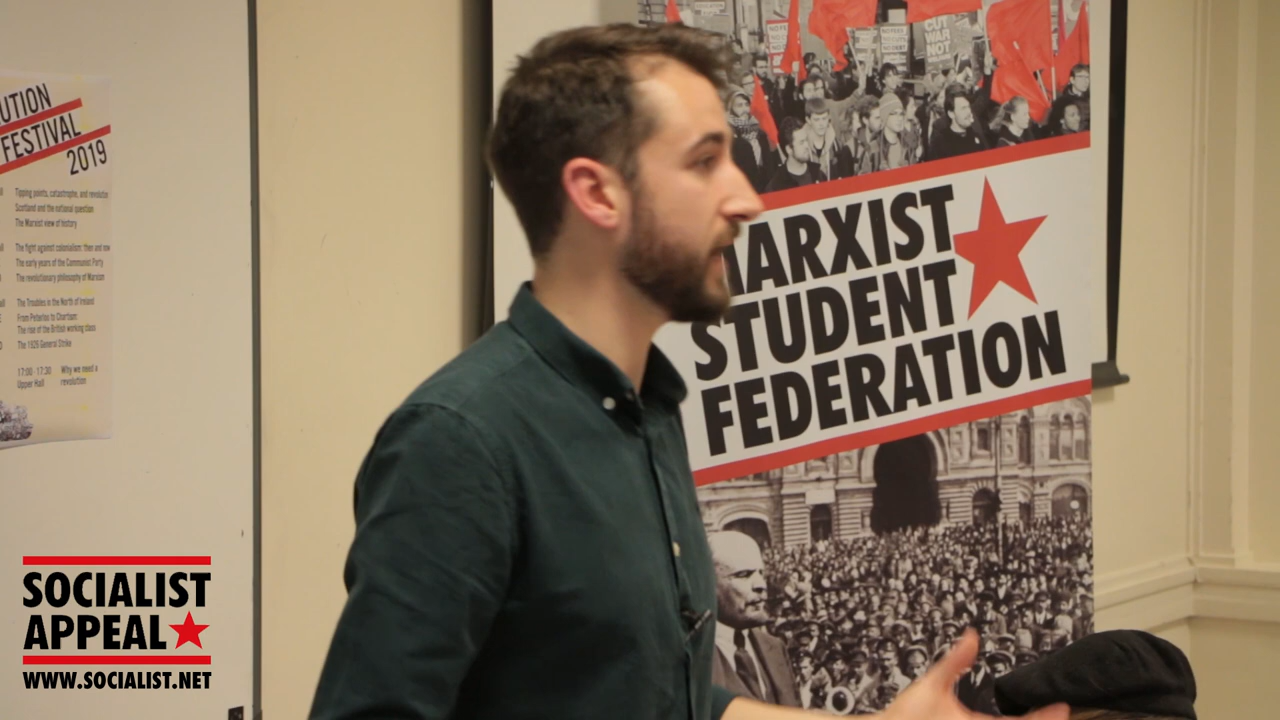 UTION
FESTIVAL
2019
Tipping points, catastrophe, and revolutio
Scotland and the national question
The Marxist view of history
The fight against colonialism: then and now
The early years of the Communist Party
The revolutionary philosophy of Marxism
The Troubles in the North of Ireland
From Peterloo to Chartism:
The rise of the British working class
The 1926 General Strike
17:00-17:30 Why we need a
Upper Hall revolution
CUT
WAR
NOT
MARXIST
STUDENT
FEDERATION
SOCIALIST
APPEAL
WWW.SOCIALIST.NET